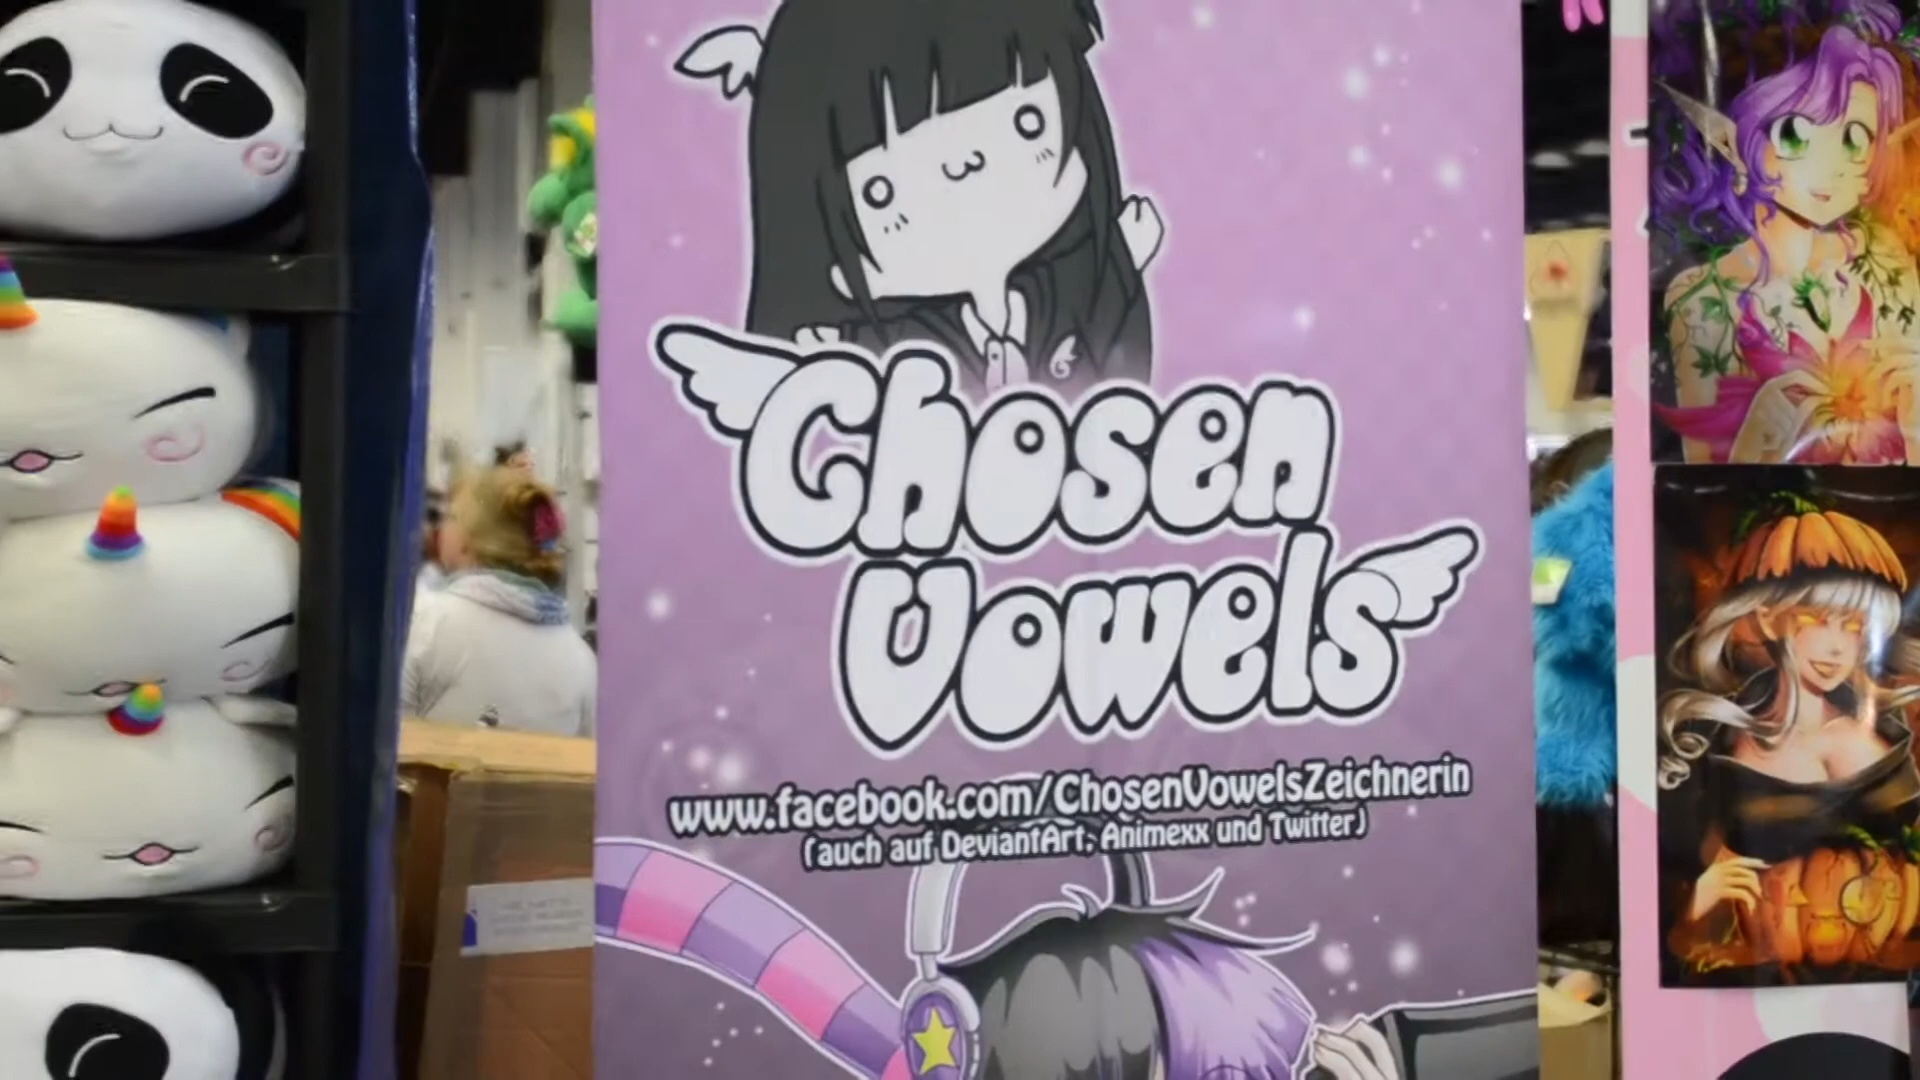 Chosen
Vowels
www.facebook.com/ChosenVowelsZeichnerin
(auch auf DeviantArt, Animexx und Twitter)